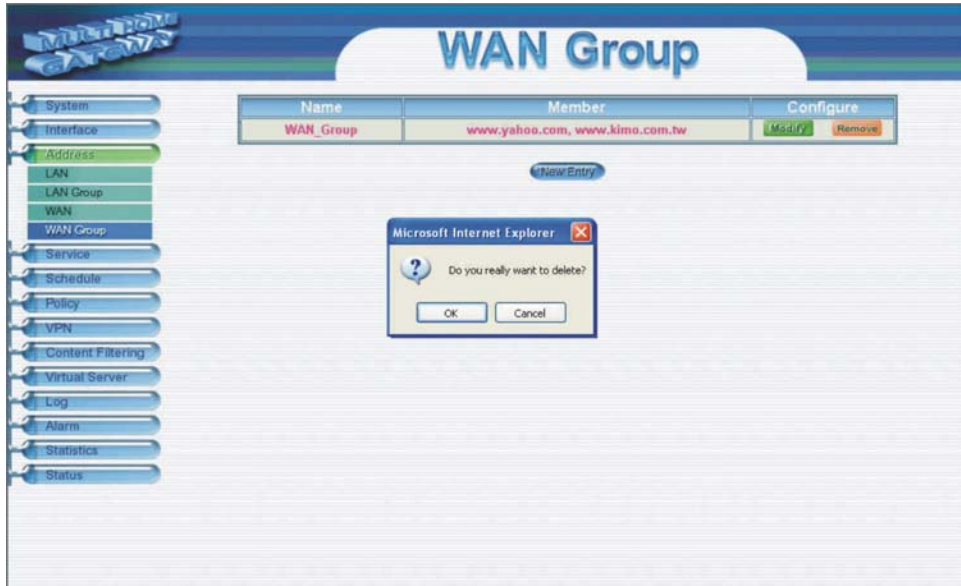 MULTI HOME
GATEWAY
WAN Group
System
Interface
Address
LAN
LAN Group
WAN
WAN Group
Service
Schedule
Policy
VPN
Content Filtering
Virtual Server
Log
Alarm
Statistics
Status
Name Member Configure
WAN_Group www.yahoo.com, www.kimo.com.tw Modify Remove
New Entry
Microsoft Internet Explorer
Do you really want to delete?
OK Cancel